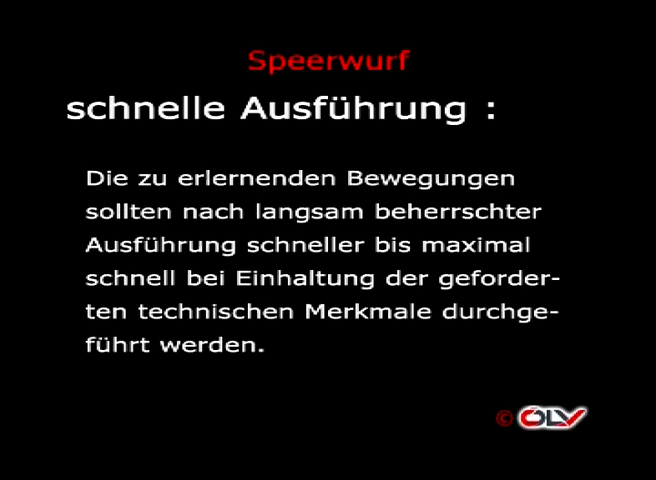 Speerwurf
schnelle Ausführung :
Die zu erlernenden Bewegungen
sollten nach langsam beherrschter
Ausführung schneller bis maximal
schnell bei Einhaltung der geforder-
ten technischen Merkmale durchge-
führt werden.
© ÖLV